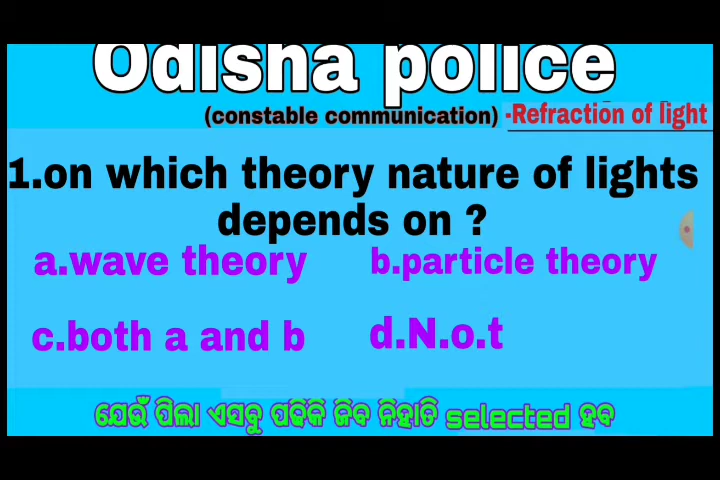 Odisha police
(constable communication) -Refraction of light
1.on which theory nature of lights
depends on ?
a.wave theory b.particle theory
c.both a and b d.N.o.t
ଯେଉଁ ପିଲା ଏସବୁ ପଢିକି ଜିବ ନିହାତି selected ହବ